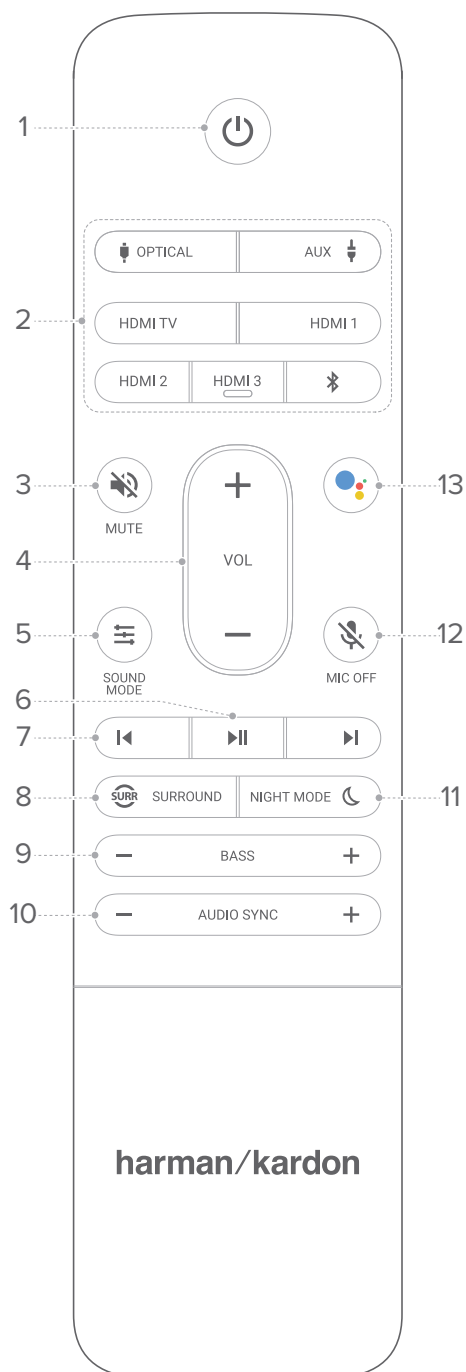 1
OPTICAL AUX
2 HDMI TV HDMI 1
HDMI 2 HDMI 3
3 13
MUTE
4 VOL
5 12
SOUND MIC OFF
MODE
6
7
8 SURR SURROUND NIGHT MODE 11
9 BASS
10 AUDIO SYNC
harman/kardon